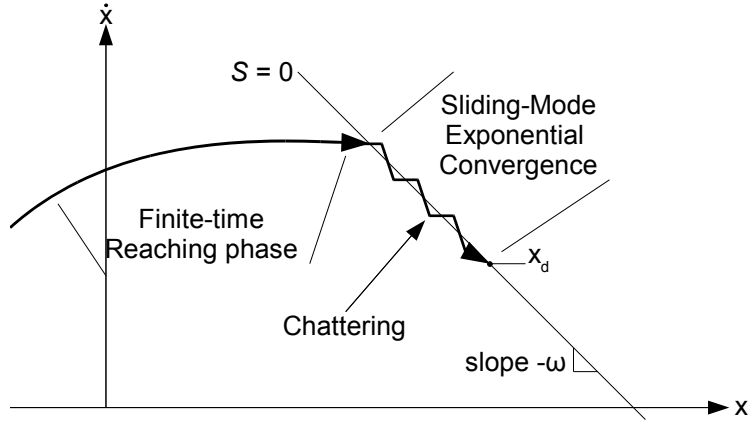 ẋ
S = 0
Sliding-Mode
Exponential
Convergence
Finite-time
Reaching phase
x_d
Chattering
slope -ω
x